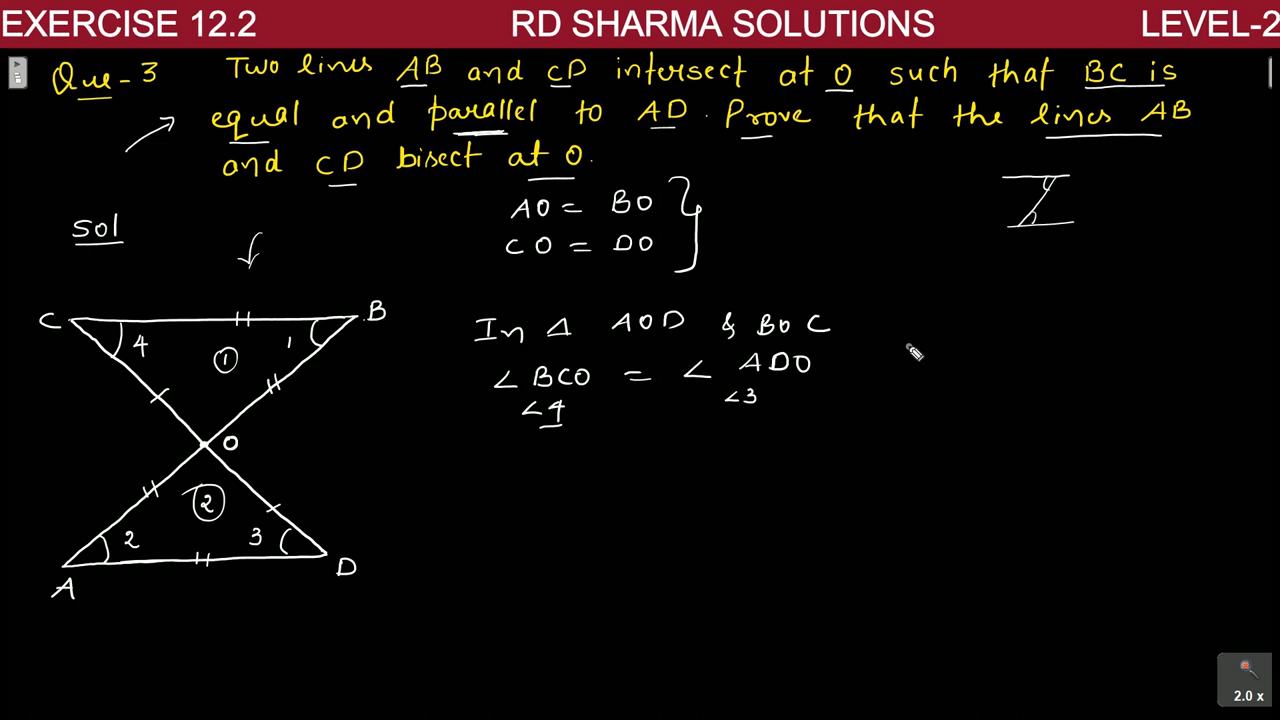 EXERCISE 12.2 RD SHARMA SOLUTIONS LEVEL-2
Que-3 Two lines AB and CD intersect at O such that BC is
equal and parallel to AD. Prove that the lines AB
and CD bisect at O.
Sol
AO = BO
CO = DO
C B
4 1
1
O
2
2 3
A D
In Δ AOD & BOC
∠BCO = ∠ADO
∠4 ∠3
2.0 x